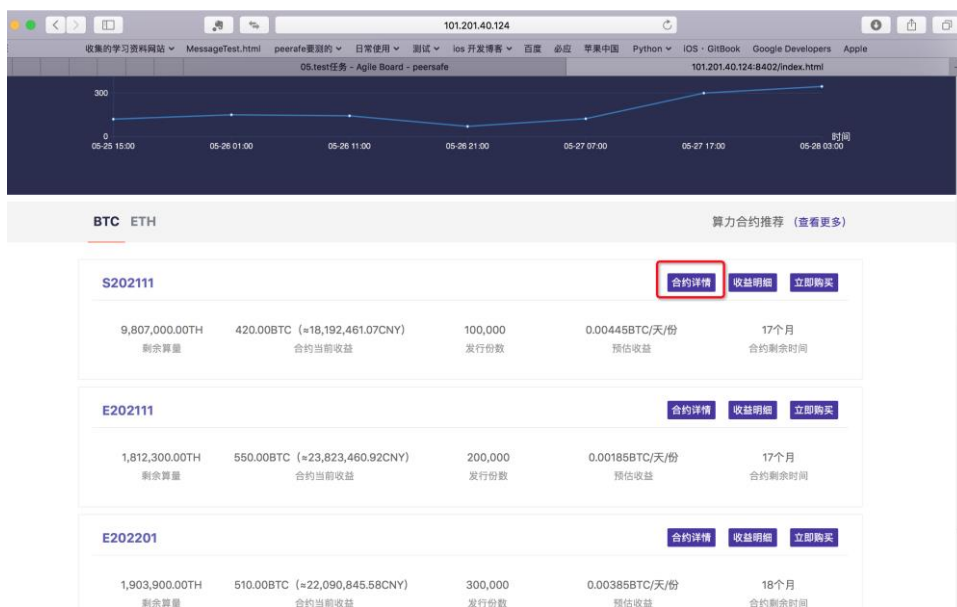 101.201.40.124
收集的学习资料网站 MessageTest.html peerafe要剐的 日常使用 测试 ios 开发博客 百度 必应 苹果中国 Python iOS · GitBook Google Developers Apple
05.test任务 - Agile Board - peersafe 101.201.40.124:8402/index.html
300
0 时间
05-25 15:00 05-26 01:00 05-26 11:00 05-26 21:00 05-27 07:00 05-27 17:00 05-28 03:00
BTC ETH 算力合约推荐 (查看更多)
S202111 合约详情 收益明细 立即购买
9,807,000.00TH 420.00BTC (≈18,192,461.07CNY) 100,000 0.00445BTC/天/份 17个月
剩余算量 合约当前收益 发行份数 预估收益 合约剩余时间
E202111 合约详情 收益明细 立即购买
1,812,300.00TH 550.00BTC (≈23,823,460.92CNY) 200,000 0.00185BTC/天/份 17个月
剩余算量 合约当前收益 发行份数 预估收益 合约剩余时间
E202201 合约详情 收益明细 立即购买
1,903,900.00TH 510.00BTC (≈22,090,845.58CNY) 300,000 0.00385BTC/天/份 18个月
剩余算量 合约当前收益 发行份数 预估收益 合约剩余时间